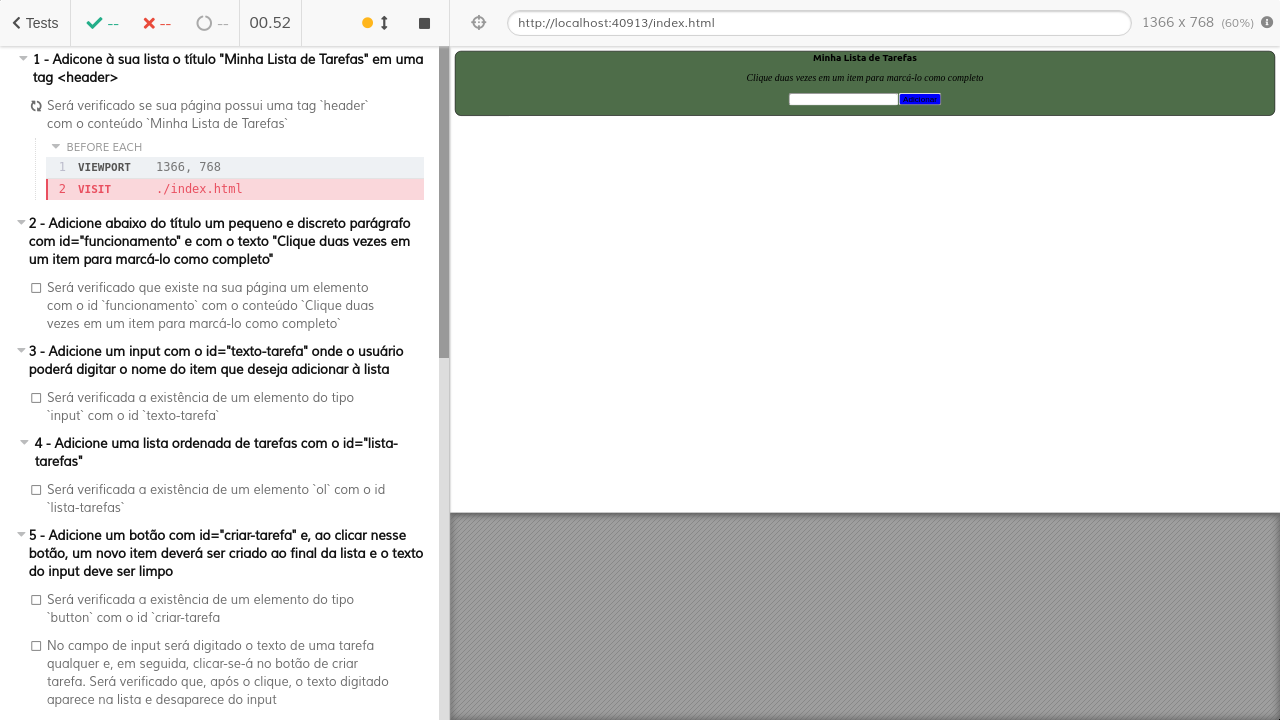 Tests -- -- -- 00.52 http://localhost:40913/index.html 1366 x 768 (60%)
1 - Adicone à sua lista o título "Minha Lista de Tarefas" em uma
tag <header>
Será verificado se sua página possui uma tag `header`
com o conteúdo `Minha Lista de Tarefas`
BEFORE EACH
1 VIEWPORT 1366, 768
2 VISIT ./index.html
2 - Adicione abaixo do título um pequeno e discreto parágrafo
com id="funcionamento" e com o texto "Clique duas vezes em
um item para marcá-lo como completo"
Será verificado que existe na sua página um elemento
com o id `funcionamento` com o conteúdo `Clique duas
vezes em um item para marcá-lo como completo`
3 - Adicione um input com o id="texto-tarefa" onde o usuário
poderá digitar o nome do item que deseja adicionar à lista
Será verificada a existência de um elemento do tipo
`input` com o id `texto-tarefa`
4 - Adicione uma lista ordenada de tarefas com o id="lista-
tarefas"
Será verificada a existência de um elemento `ol` com o id
`lista-tarefas`
5 - Adicione um botão com id="criar-tarefa" e, ao clicar nesse
botão, um novo item deverá ser criado ao final da lista e o texto
do input deve ser limpo
Será verificada a existência de um elemento do tipo
`button` com o id `criar-tarefa
No campo de input será digitado o texto de uma tarefa
qualquer e, em seguida, clicar-se-á no botão de criar
tarefa. Será verificado que, após o clique, o texto digitado
aparece na lista e desaparece do input
Minha Lista de Tarefas
Clique duas vezes em um item para marcá-lo como completo